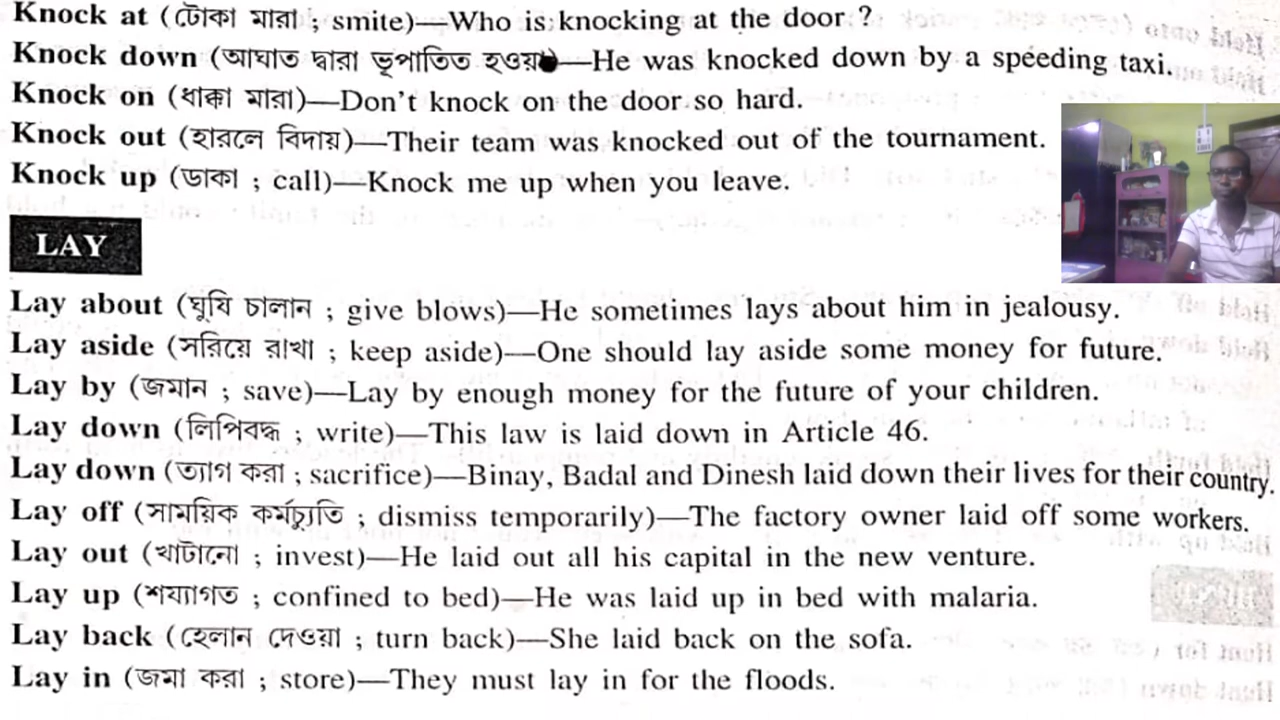 Knock at (টোকা মারা ; smite)—Who is knocking at the door ?
Knock down (আঘাত দ্বারা ভূপাতিত হওয়া)—He was knocked down by a speeding taxi.
Knock on (ধাক্কা মারা)—Don't knock on the door so hard.
Knock out (হারলে বিদায়)—Their team was knocked out of the tournament.
Knock up (ডাকা ; call)—Knock me up when you leave.
LAY
Lay about (ঘুষি চালান ; give blows)—He sometimes lays about him in jealousy.
Lay aside (সরিয়ে রাখা ; keep aside)—One should lay aside some money for future.
Lay by (জমান ; save)—Lay by enough money for the future of your children.
Lay down (লিপিবদ্ধ ; write)—This law is laid down in Article 46.
Lay down (ত্যাগ করা ; sacrifice)—Binay, Badal and Dinesh laid down their lives for their country.
Lay off (সাময়িক কর্মচ্যুতি ; dismiss temporarily)—The factory owner laid off some workers.
Lay out (খাটানো ; invest)—He laid out all his capital in the new venture.
Lay up (শয্যাগত ; confined to bed)—He was laid up in bed with malaria.
Lay back (হেলান দেওয়া ; turn back)—She laid back on the sofa.
Lay in (জমা করা ; store)—They must lay in for the floods.